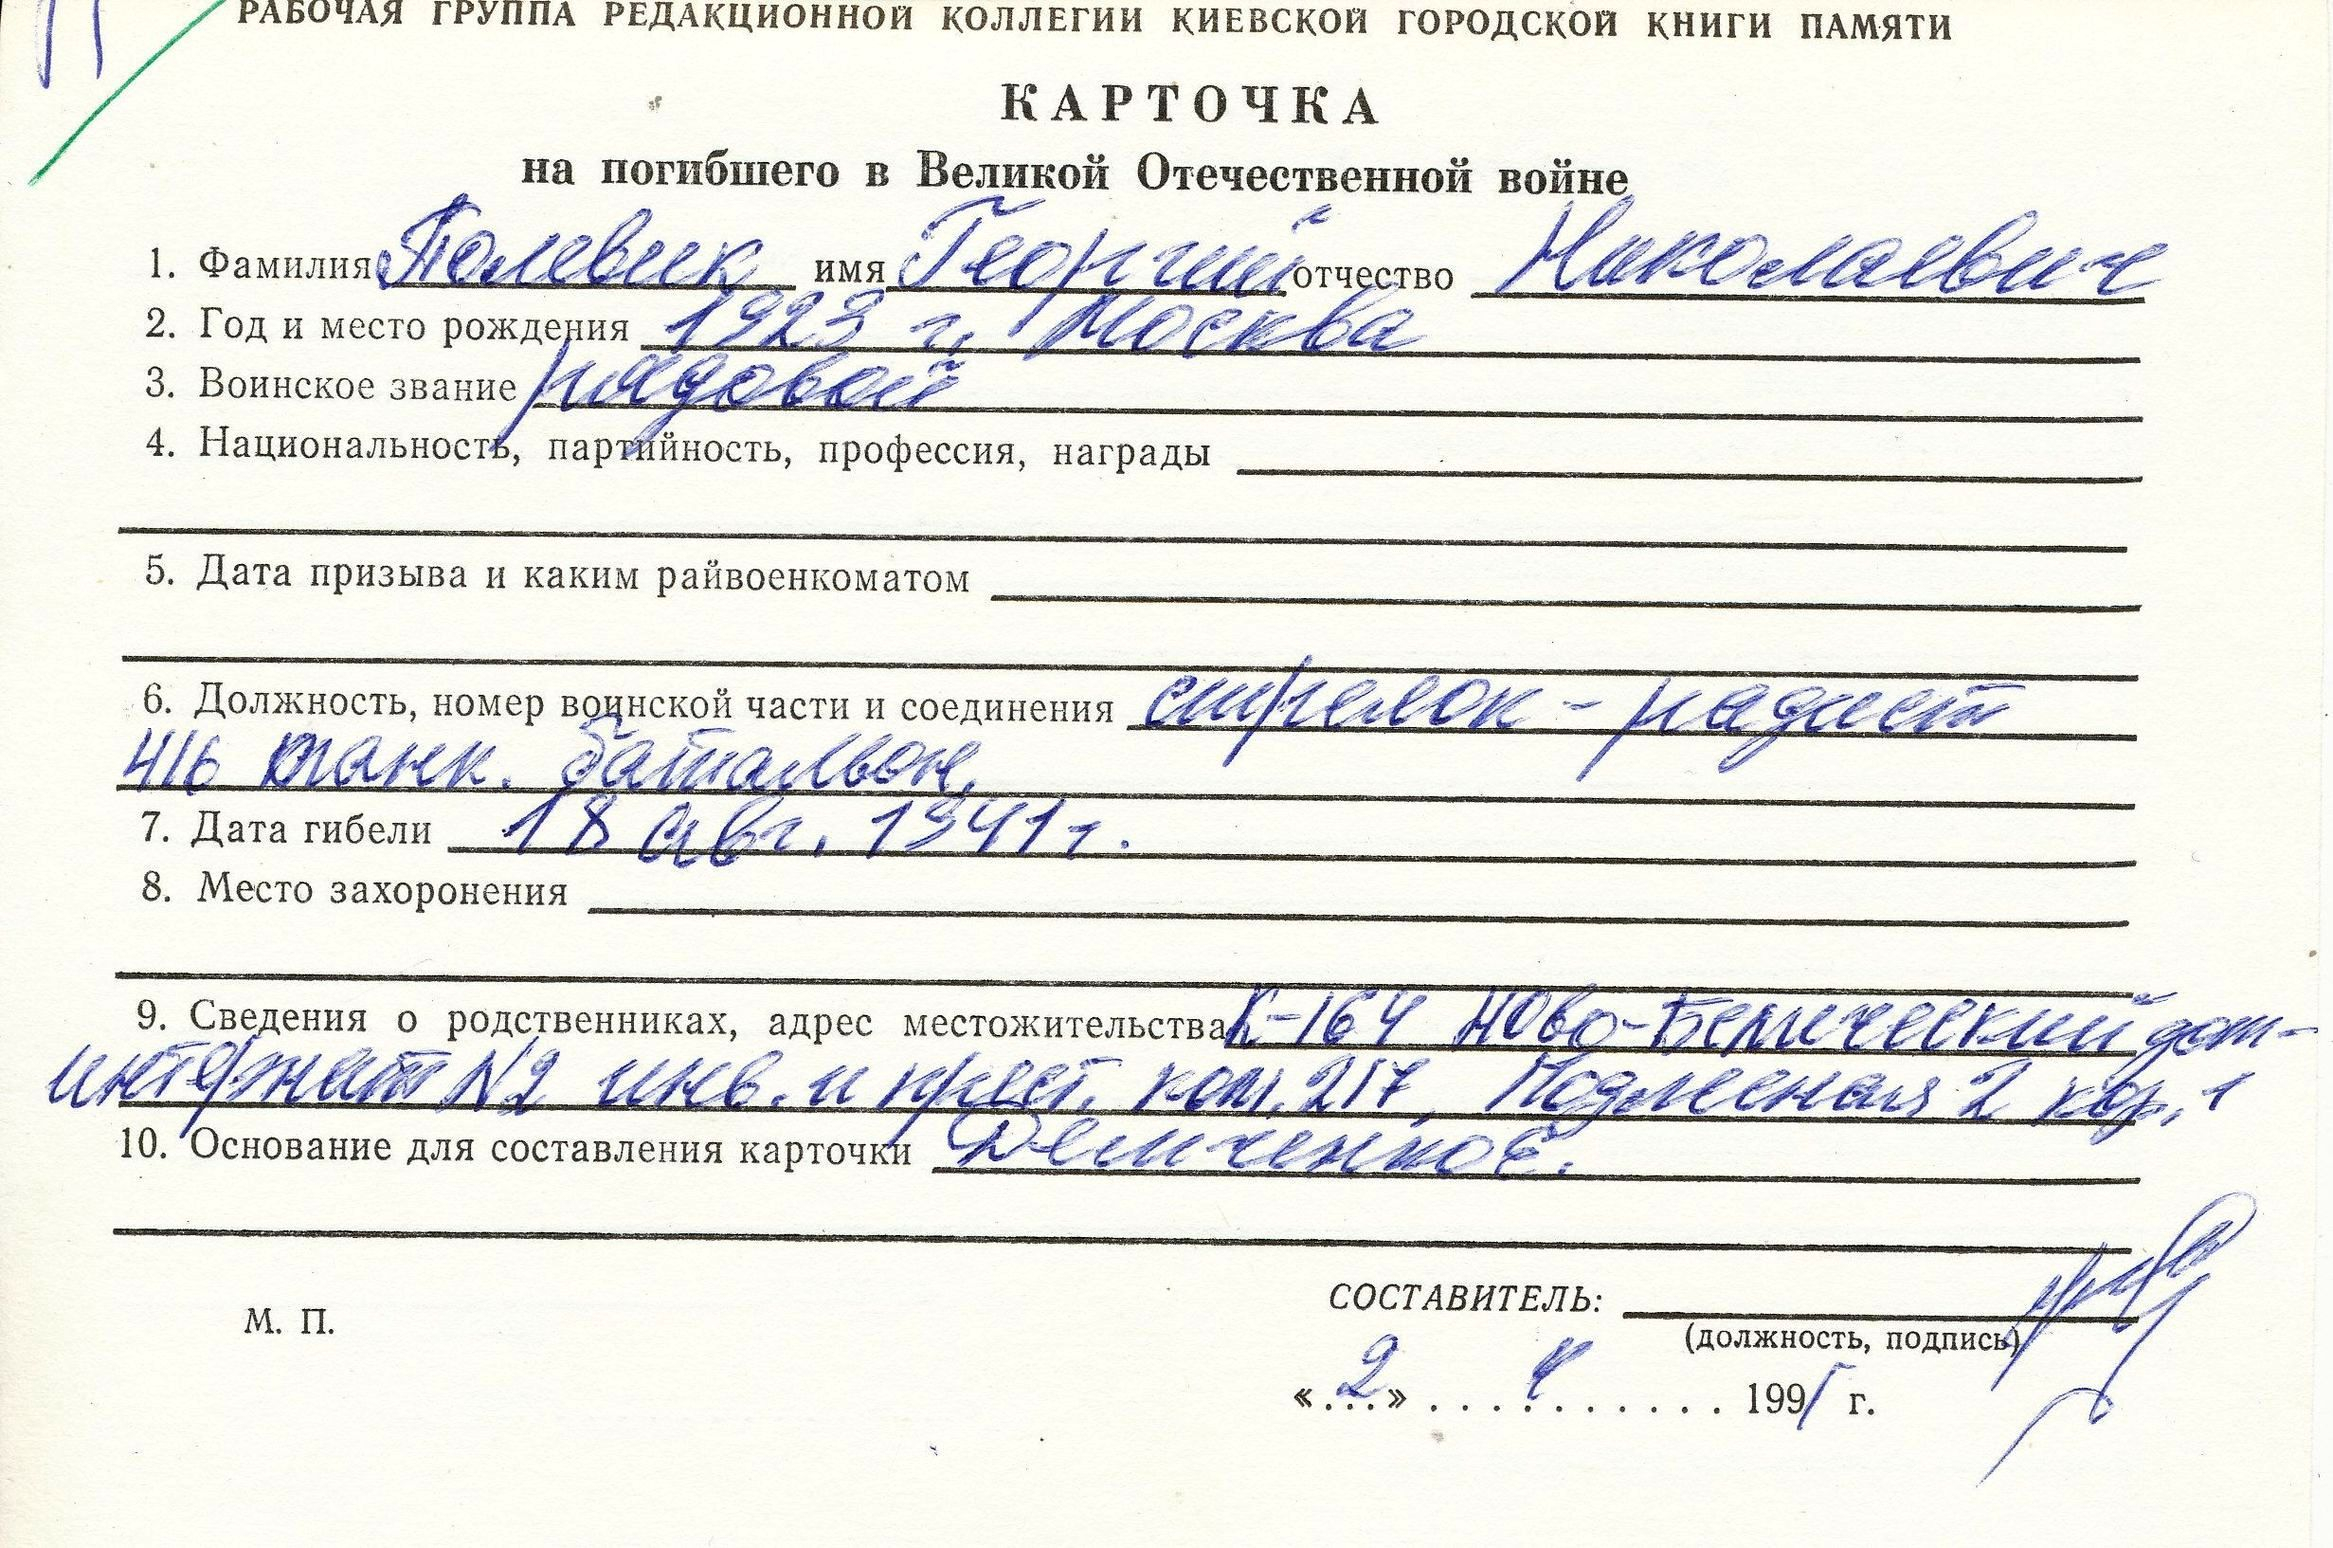 РАБОЧАЯ ГРУППА РЕДАКЦИОННОЙ КОЛЛЕГИИ КИЕВСКОЙ ГОРОДСКОЙ КНИГИ ПАМЯТИ
КАРТОЧКА
на погибшего в Великой Отечественной войне
1. Фамилия Полевик имя Георгий отчество Николаевич
2. Год и место рождения 1923 г. Москва
3. Воинское звание рядовой
4. Национальность, партийность, профессия, награды
5. Дата призыва и каким райвоенкоматом
6. Должность, номер воинской части и соединения стрелок-радист
416 танк. батальон.
7. Дата гибели 18 авг. 1941 г.
8. Место захоронения
9. Сведения о родственниках, адрес местожительства К-164 Ново-Беличесский дом-
интернат N2 инв. и прест. ком. 217, Подлесная 2 кор. 1
10. Основание для составления карточки
М. П.
СОСТАВИТЕЛЬ:
(должность, подпись)
«...2» . . . 4 . . . . . . . 199 г.